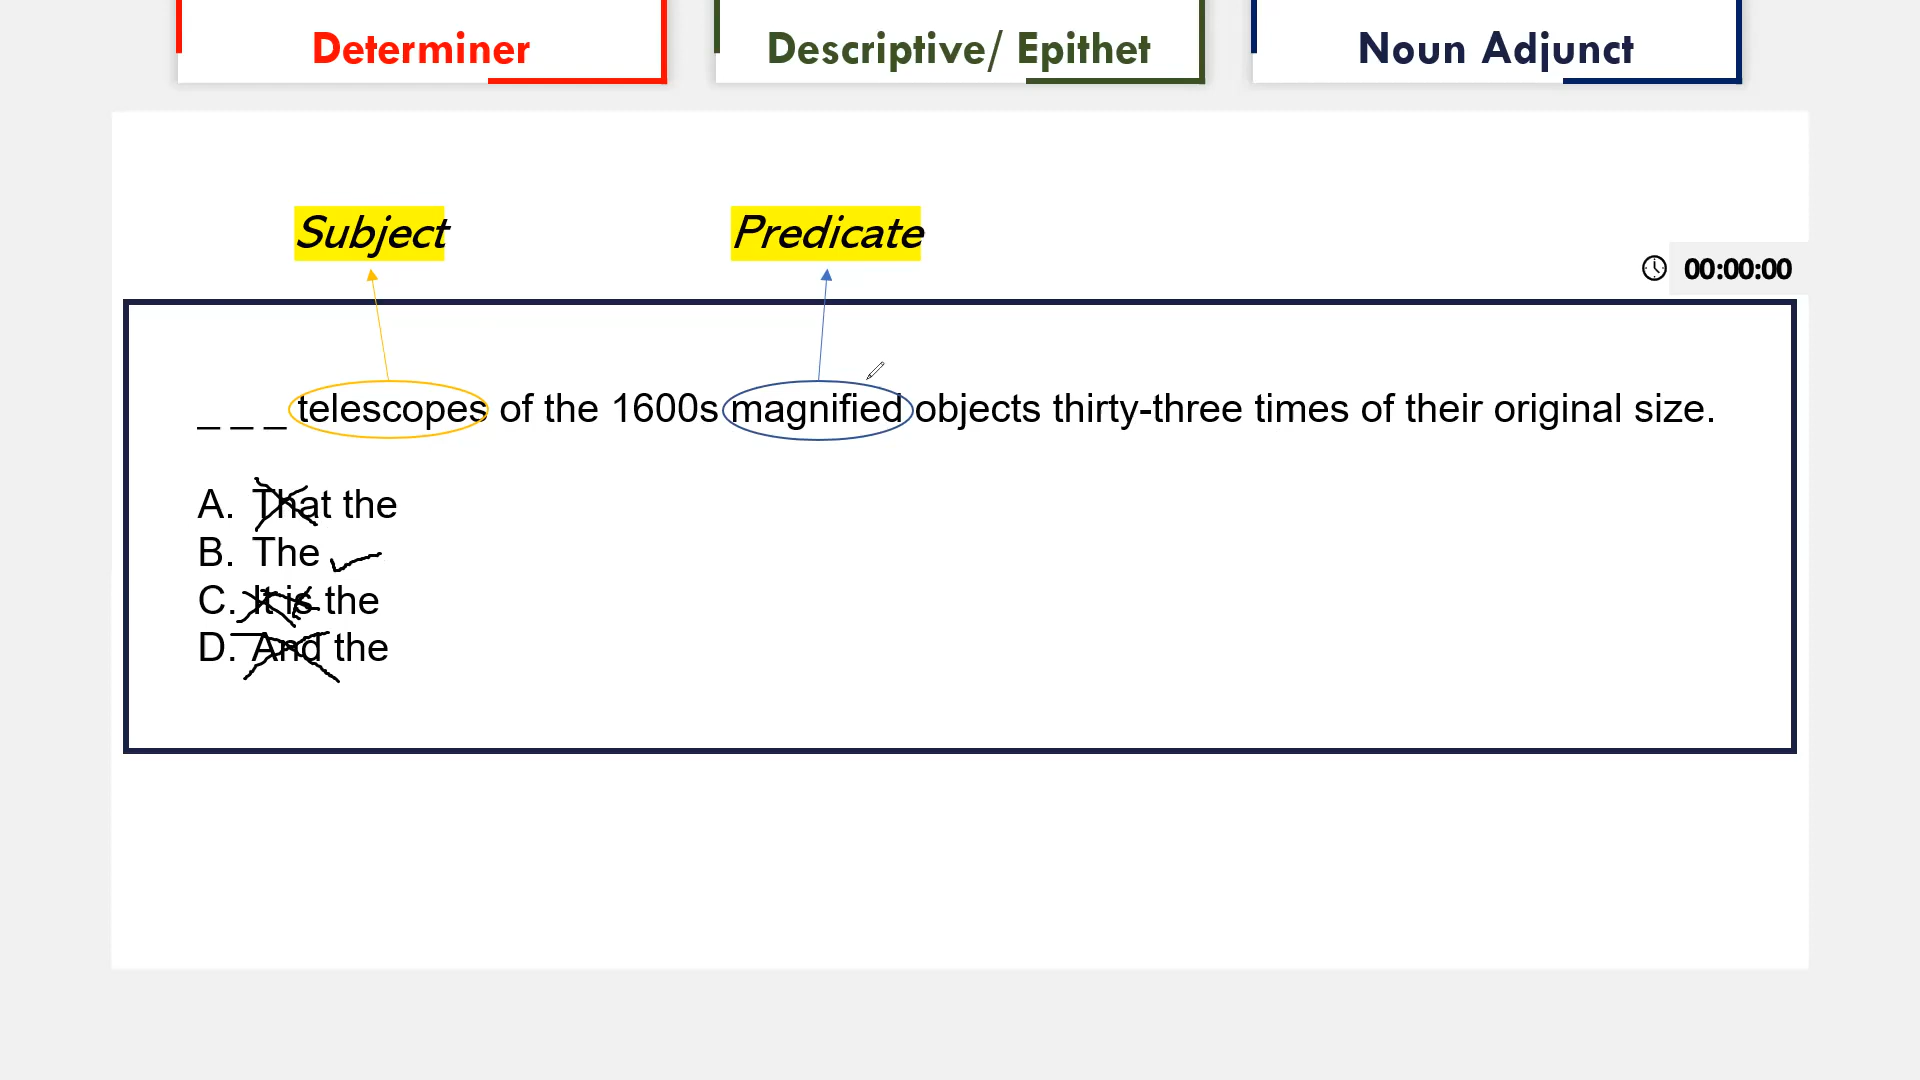 Determiner
Descriptive/ Epithet
Noun Adjunct
Subject
Predicate
00:00:00
_ _ _ telescopes of the 1600s magnified objects thirty-three times of their original size.
A. That the
B. The
C. It is the
D. And the